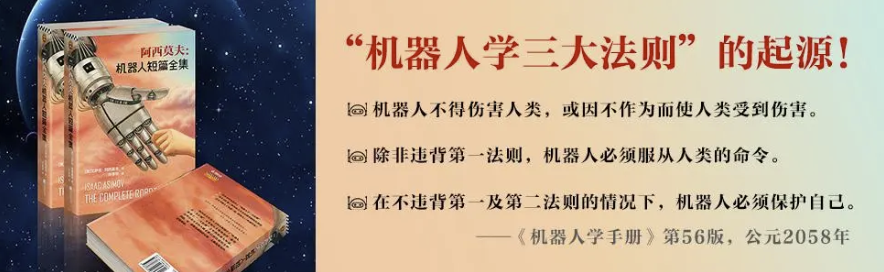 阿西莫夫：
机器人短篇全集
ISAAC ASIMOV
THE COMPLETE ROBOT
“机器人学三大法则”的起源！
机器人不得伤害人类，或因不作为而使人类受到伤害。
除非违背第一法则，机器人必须服从人类的命令。
在不违背第一及第二法则的情况下，机器人必须保护自己。
——《机器人学手册》第56版，公元2058年